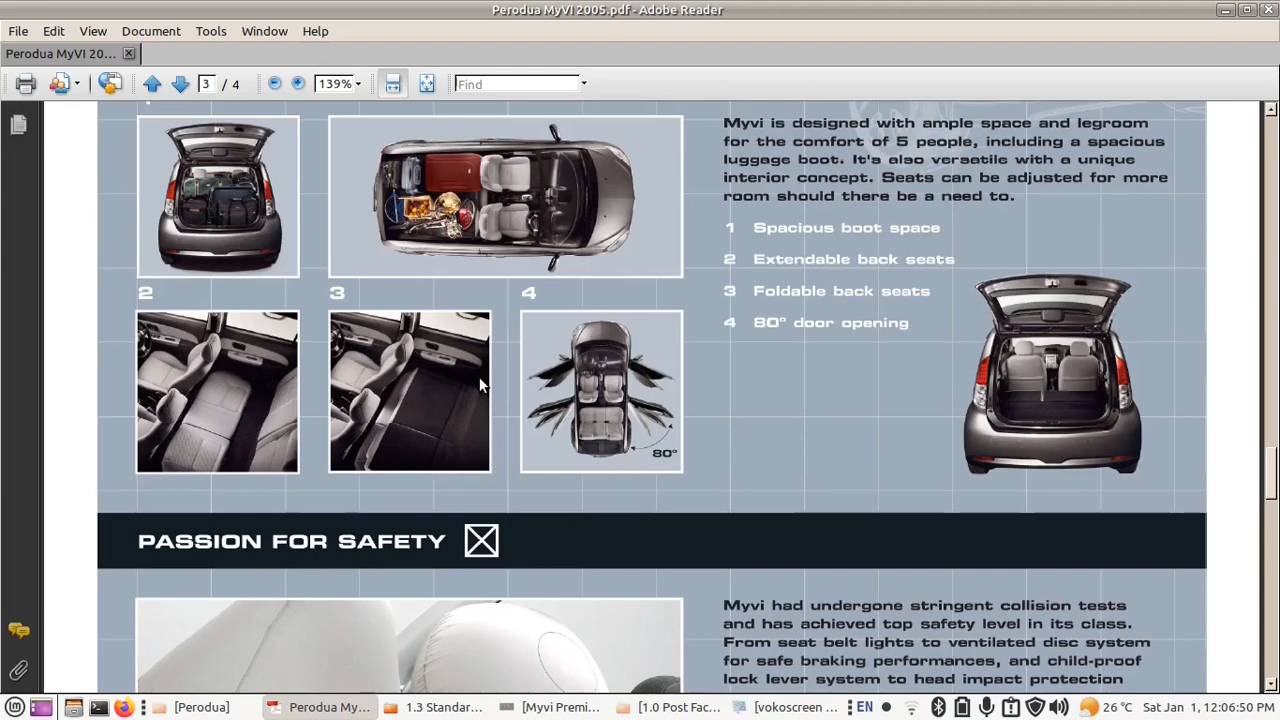 Perodua MyVI 2005.pdf - Adobe Reader
File Edit View Document Tools Window Help
Perodua MyVI 20...
3 / 4 139% Find
Myvi is designed with ample space and legroom
for the comfort of 5 people, including a spacious
luggage boot. It's also versatile with a unique
interior concept. Seats can be adjusted for more
room should there be a need to.
1 Spacious boot space
2 Extendable back seats
3 Foldable back seats
4 80° door opening
2
3
4
80°
PASSION FOR SAFETY
Myvi had undergone stringent collision tests
and has achieved top safety level in its class.
From seat belt lights to ventilated disc system
for safe braking performances, and child-proof
lock lever system to head impact protection
[Perodua] Perodua My... 1.3 Standar... [Myvi Premi... [1.0 Post Fac... [vokoscreen ... EN 26 °C Sat Jan 1, 12:06:50 PM